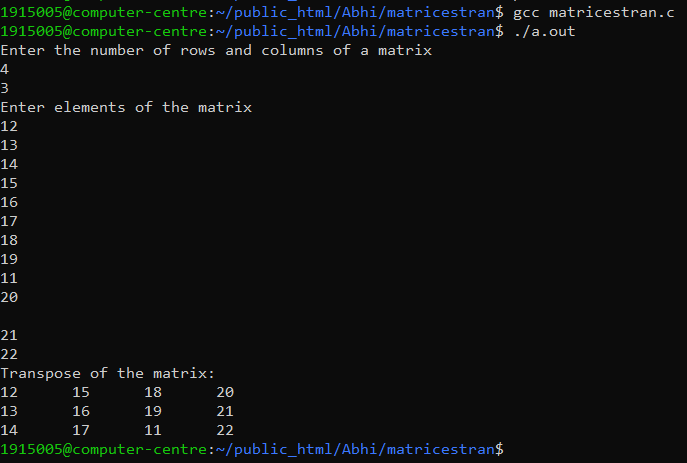 1915005@computer-centre:~/public_html/Abhi/matricestran$ gcc matricestran.c
1915005@computer-centre:~/public_html/Abhi/matricestran$ ./a.out
Enter the number of rows and columns of a matrix
4
3
Enter elements of the matrix
12
13
14
15
16
17
18
19
11
20
21
22
Transpose of the matrix:
12 15 18 20
13 16 19 21
14 17 11 22
1915005@computer-centre:~/public_html/Abhi/matricestran$